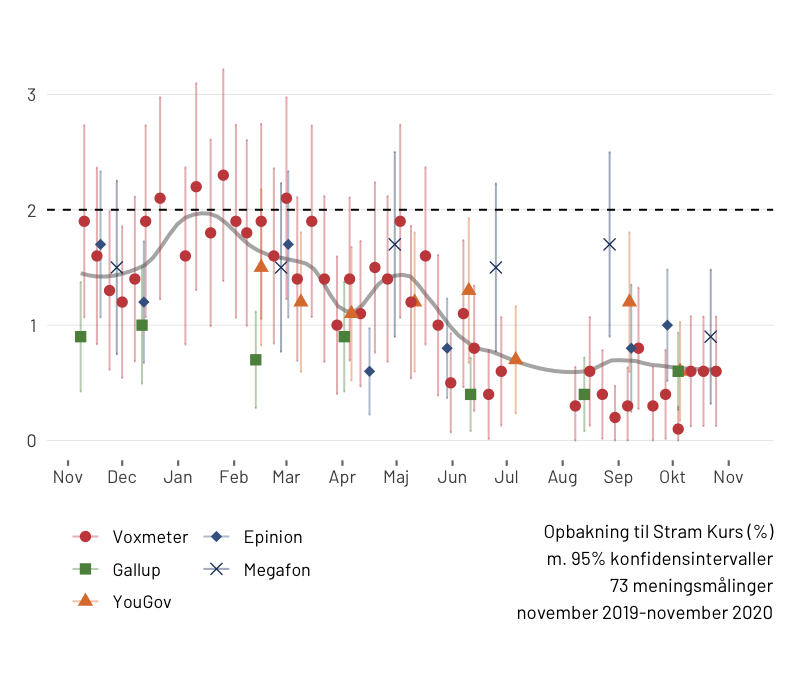 3
2
1
0
Nov Dec Jan Feb Mar Apr Maj Jun Jul Aug Sep Okt Nov
Voxmeter Epinion
Gallup Megafon
YouGov
Opbakning til Stram Kurs (%)
m. 95% konfidensintervaller
73 meningsmålinger
november 2019-november 2020